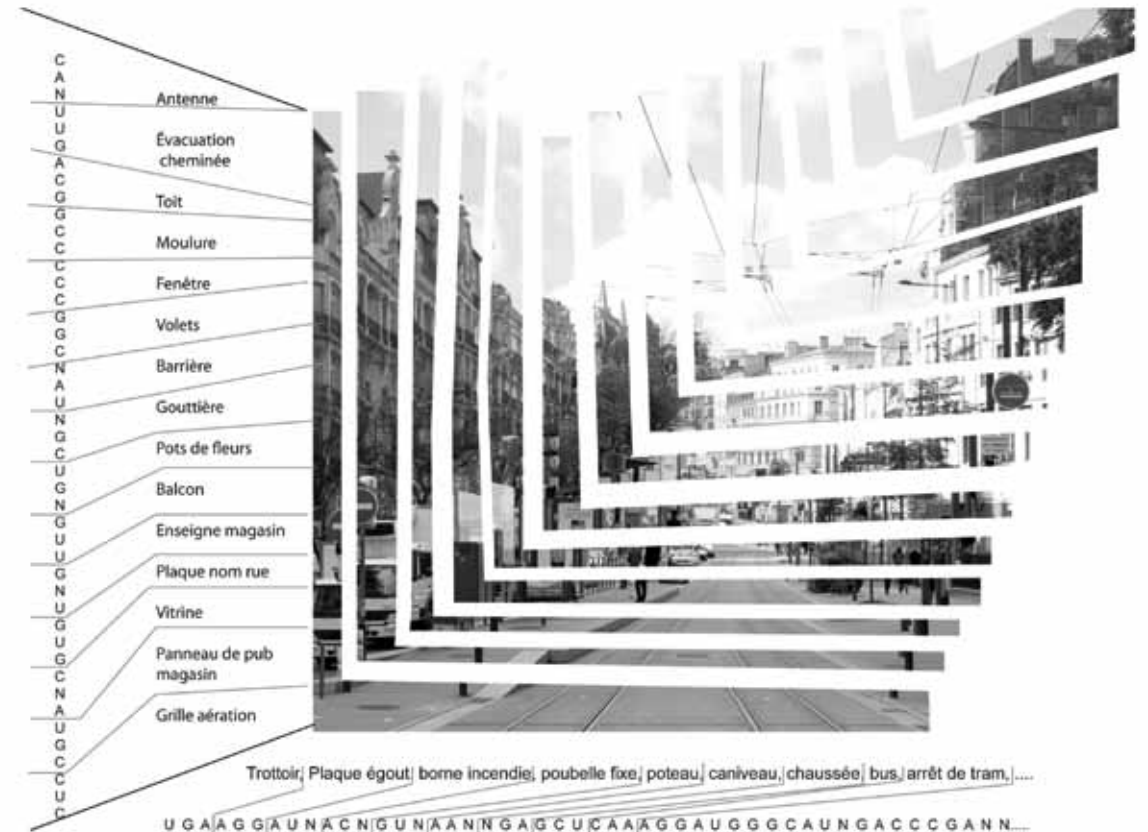 C
A
N
U
U
G
A
C
G
G
C
C
C
C
C
G
G
C
N
A
U
N
G
C
U
G
N
G
U
U
G
N
U
G
U
G
C
N
A
U
G
C
C
U
C
Antenne
Évacuation
cheminée
Toit
Moulure
Fenêtre
Volets
Barrière
Gouttière
Pots de fleurs
Balcon
Enseigne magasin
Plaque nom rue
Vitrine
Panneau de pub
magasin
Grille aération
Trottoir, Plaque égout, borne incendie, poubelle fixe, poteau, caniveau, chaussée, bus, arrêt de tram, ....
U G A A G G A U N A C N G U N A A N N G A G C U C A A A G G A U G G G C A U N G A C C C G A N N....